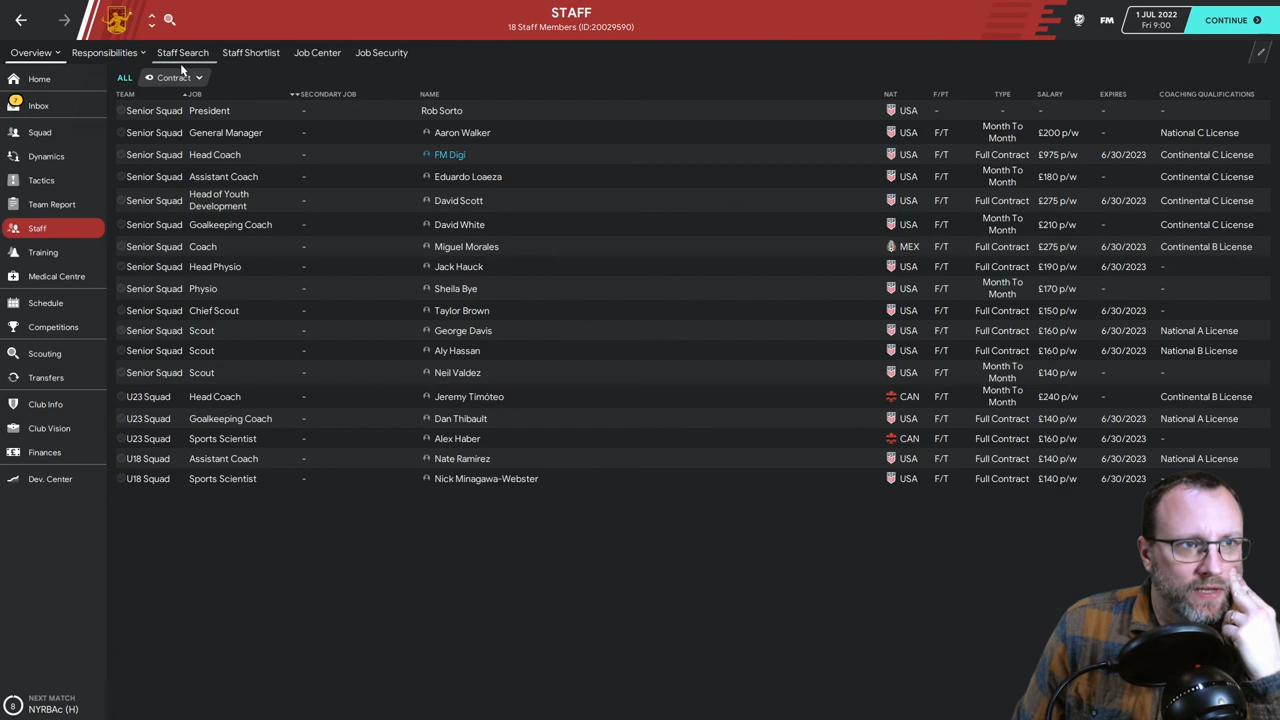 STAFF
18 Staff Members (ID:20029590)
FM
1 JUL 2022
Fri 9:00
CONTINUE
Overview
Responsibilities
Staff Search
Staff Shortlist
Job Center
Job Security
Home
7
Inbox
Squad
Dynamics
Tactics
Team Report
Staff
Training
Medical Centre
Schedule
Competitions
Scouting
Transfers
Club Info
Club Vision
Finances
Dev. Center
8
NEXT MATCH
NYRBAc (H)
ALL
Contract
TEAM JOB SECONDARY JOB NAME NAT F/PT TYPE SALARY EXPIRES COACHING QUALIFICATIONS
Senior Squad President - Rob Sorto USA - - - - -
Senior Squad General Manager - Aaron Walker USA F/T Month To Month £200 p/w - National C License
Senior Squad Head Coach - FM Digi USA F/T Full Contract £975 p/w 6/30/2023 Continental C License
Senior Squad Assistant Coach - Eduardo Loaeza USA F/T Month To Month £180 p/w - Continental C License
Senior Squad Head of Youth Development - David Scott USA F/T Full Contract £275 p/w 6/30/2023 Continental C License
Senior Squad Goalkeeping Coach - David White USA F/T Month To Month £210 p/w - Continental C License
Senior Squad Coach - Miguel Morales MEX F/T Full Contract £275 p/w 6/30/2023 Continental B License
Senior Squad Head Physio - Jack Hauck USA F/T Full Contract £190 p/w 6/30/2023 -
Senior Squad Physio - Sheila Bye USA F/T Month To Month £170 p/w - -
Senior Squad Chief Scout - Taylor Brown USA F/T Full Contract £150 p/w 6/30/2023 -
Senior Squad Scout - George Davis USA F/T Full Contract £160 p/w 6/30/2023 National A License
Senior Squad Scout - Aly Hassan USA F/T Full Contract £160 p/w 6/30/2023 National B License
Senior Squad Scout - Neil Valdez USA F/T Month To Month £140 p/w - -
U23 Squad Head Coach - Jeremy Timóteo CAN F/T Month To Month £240 p/w - Continental B License
U23 Squad Goalkeeping Coach - Dan Thibault USA F/T Full Contract £140 p/w 6/30/2023 National A License
U23 Squad Sports Scientist - Alex Haber CAN F/T Full Contract £160 p/w 6/30/2023 -
U18 Squad Assistant Coach - Nate Ramirez USA F/T Full Contract £140 p/w 6/30/2023 National A License
U18 Squad Sports Scientist - Nick Minagawa-Webster USA F/T Full Contract £140 p/w 6/30/2023 -